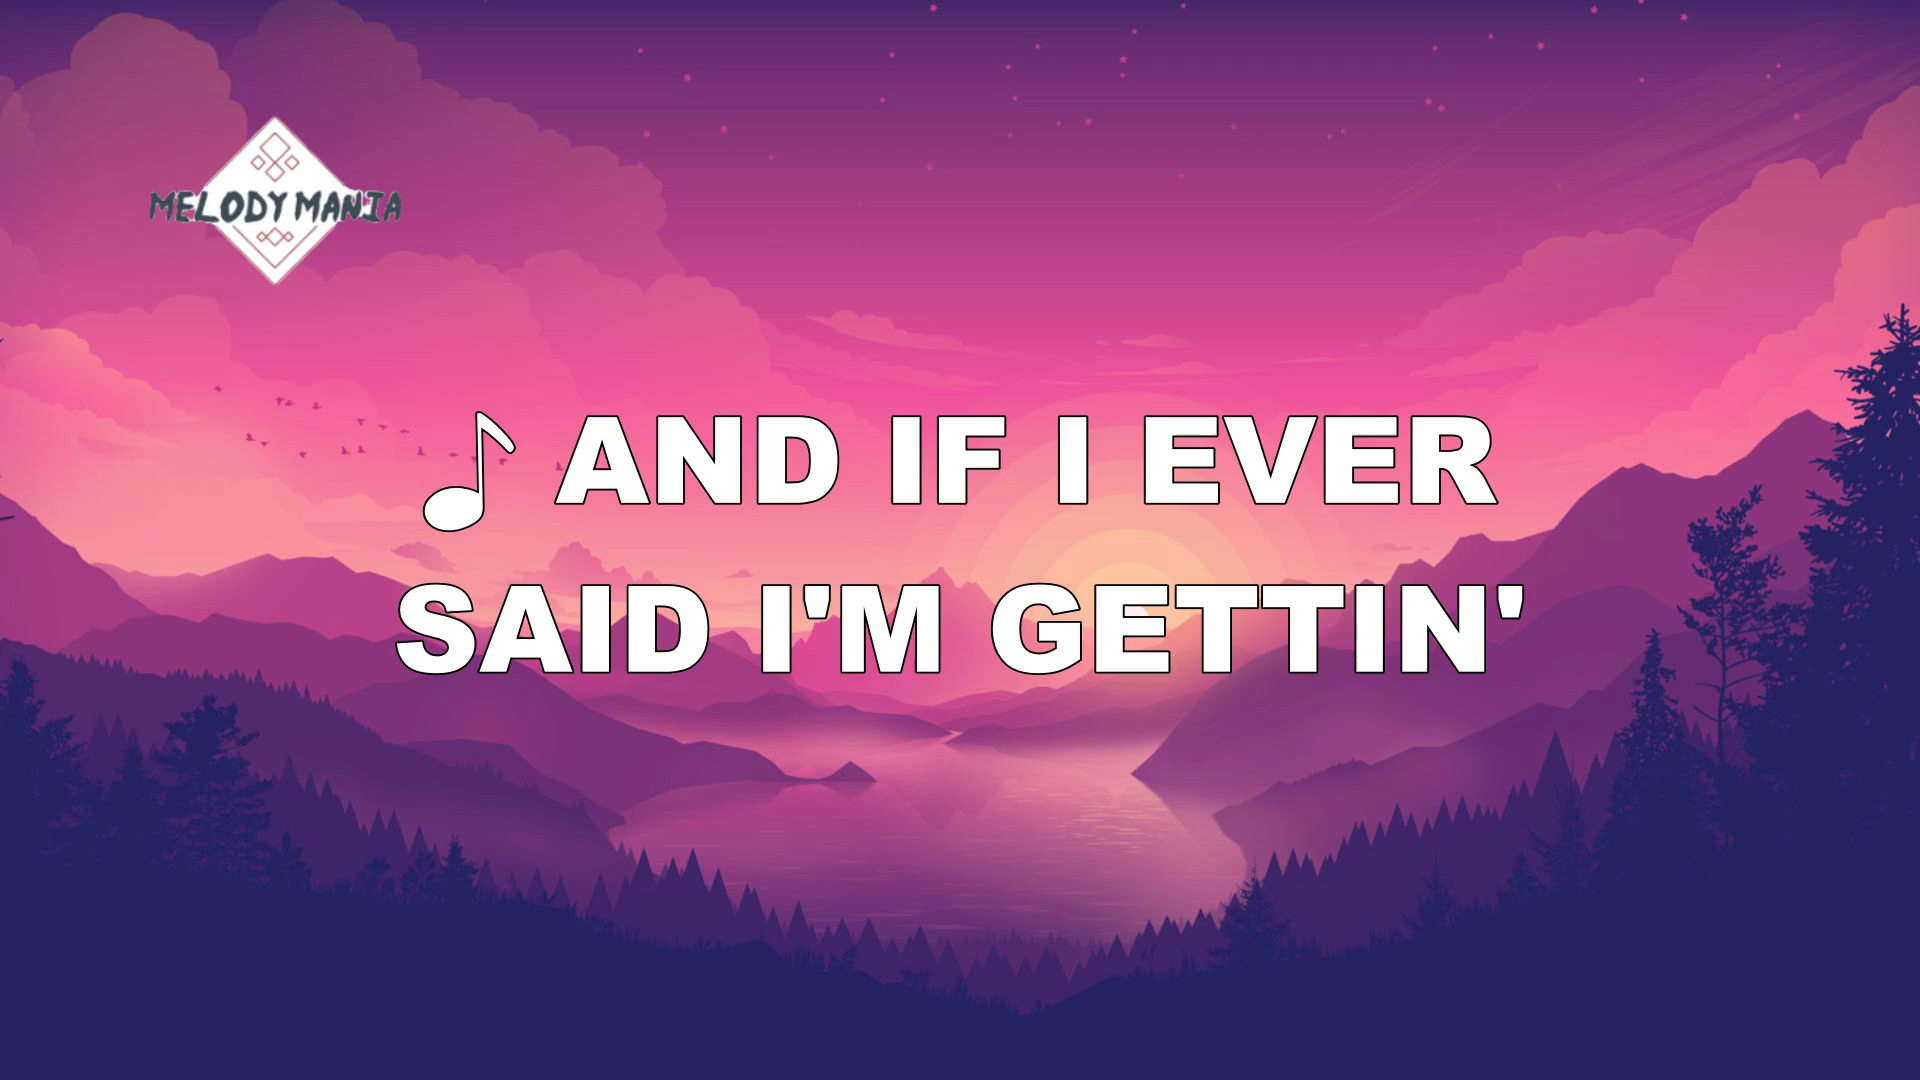 MELODY MANIA
♪ AND IF I EVER
SAID I'M GETTIN'